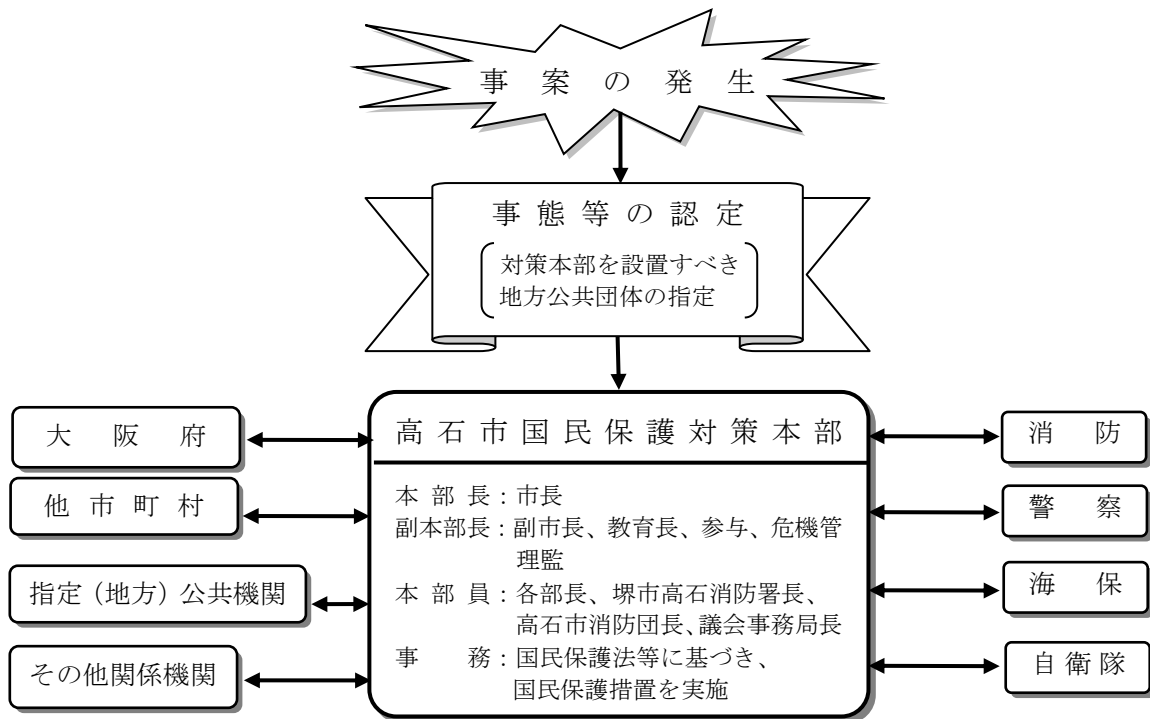 事案の発生
事態等の認定
対策本部を設置すべき
地方公共団体の指定
大阪府
他市町村
指定（地方）公共機関
その他関係機関
高石市国民保護対策本部
本部長：市長
副本部長：副市長、教育長、参与、危機管
理監
本部員：各部長、堺市高石消防署長、
高石市消防団長、議会事務局長
事務：国民保護法等に基づき、
国民保護措置を実施
消防
警察
海保
自衛隊